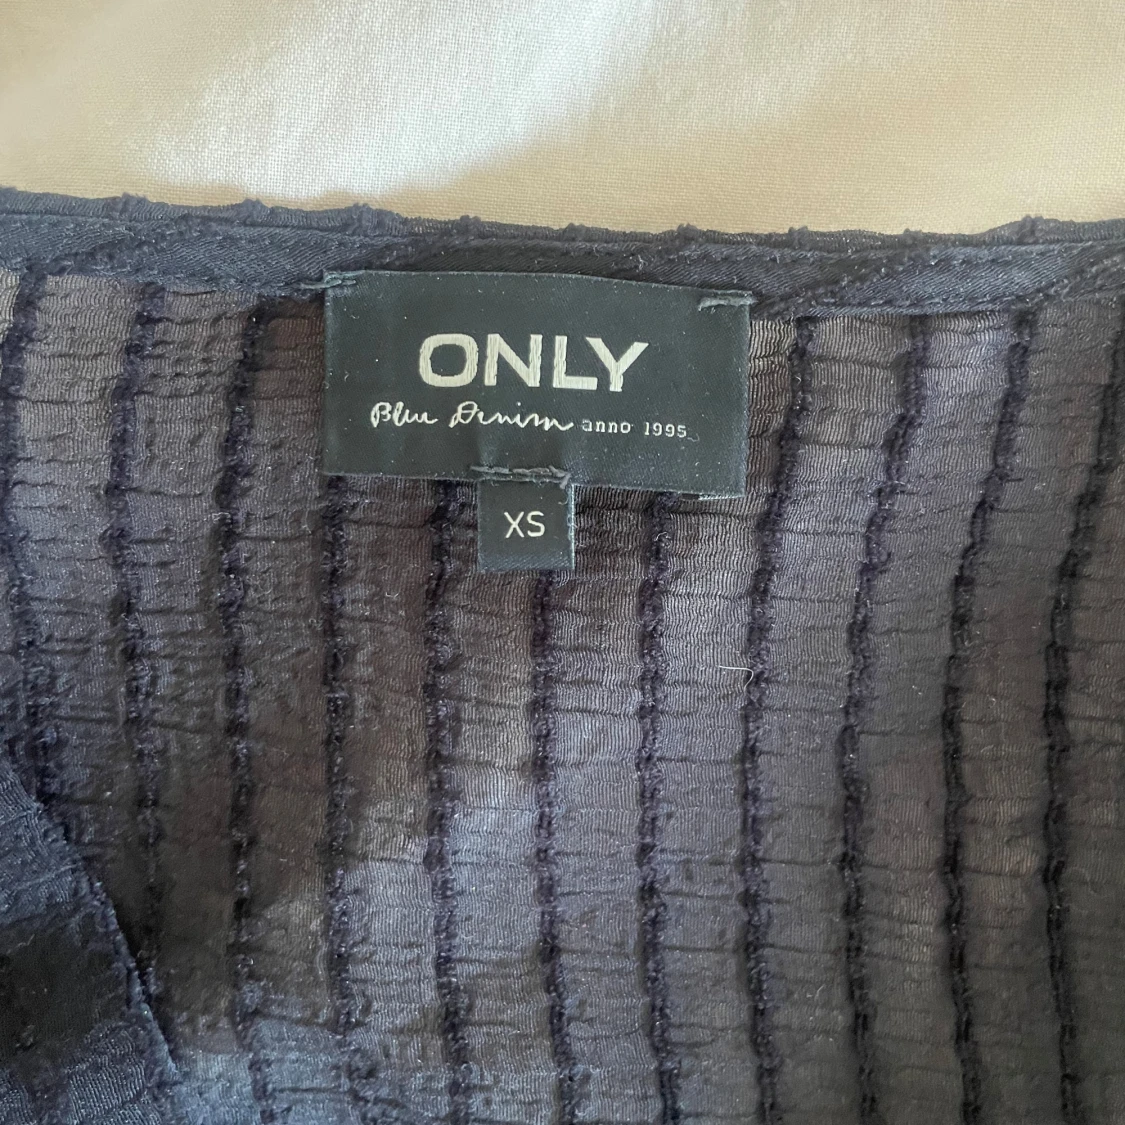 ONLY
Blue Denim anno 1995
XS